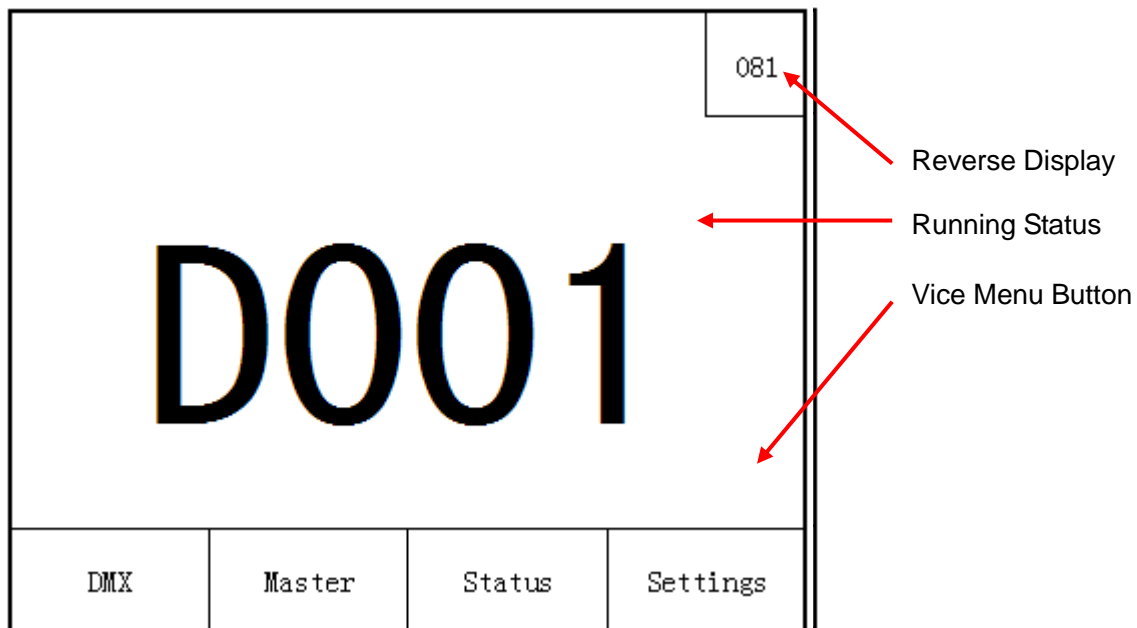 081
Reverse Display
Running Status
Vice Menu Button
D001
DMX Master Status Settings